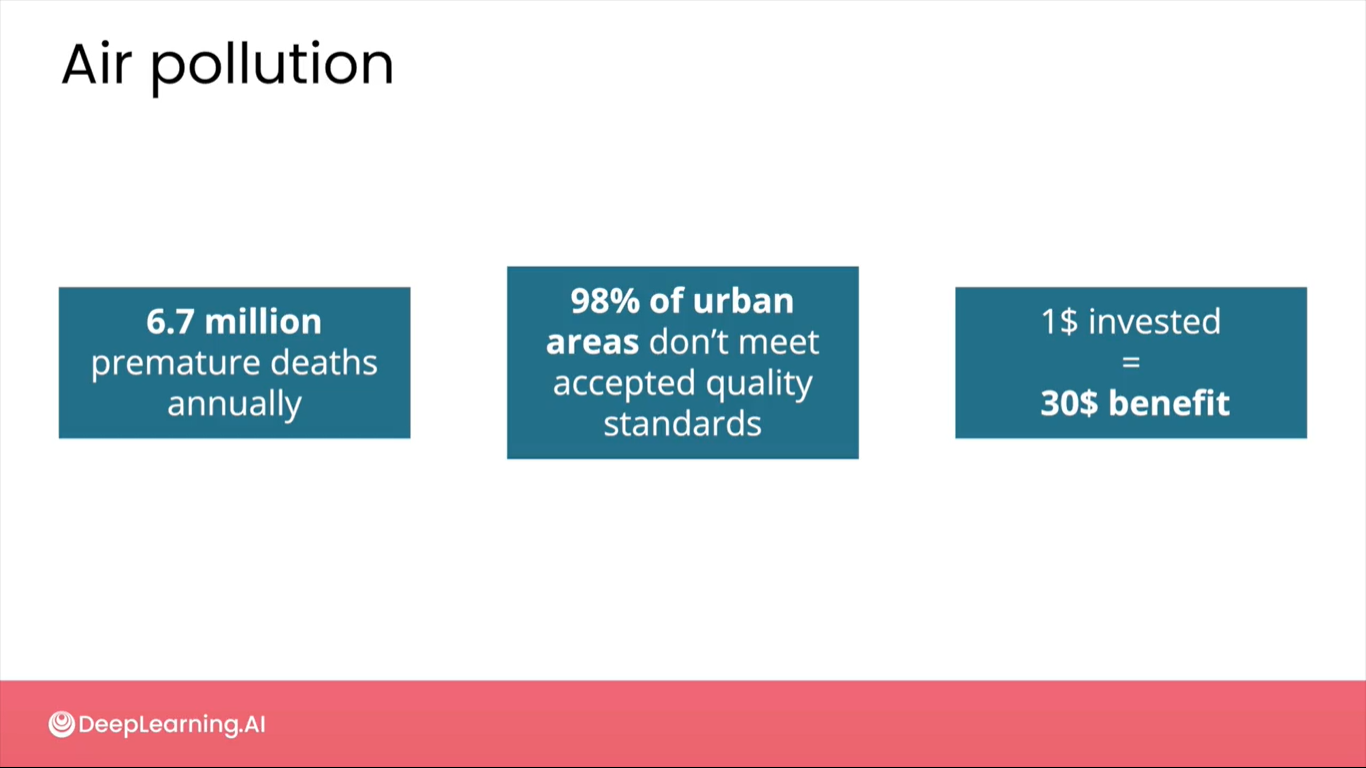 Air pollution
6.7 million
premature deaths
annually
98% of urban
areas don’t meet
accepted quality
standards
1$ invested
=
30$ benefit
DeepLearning.AI